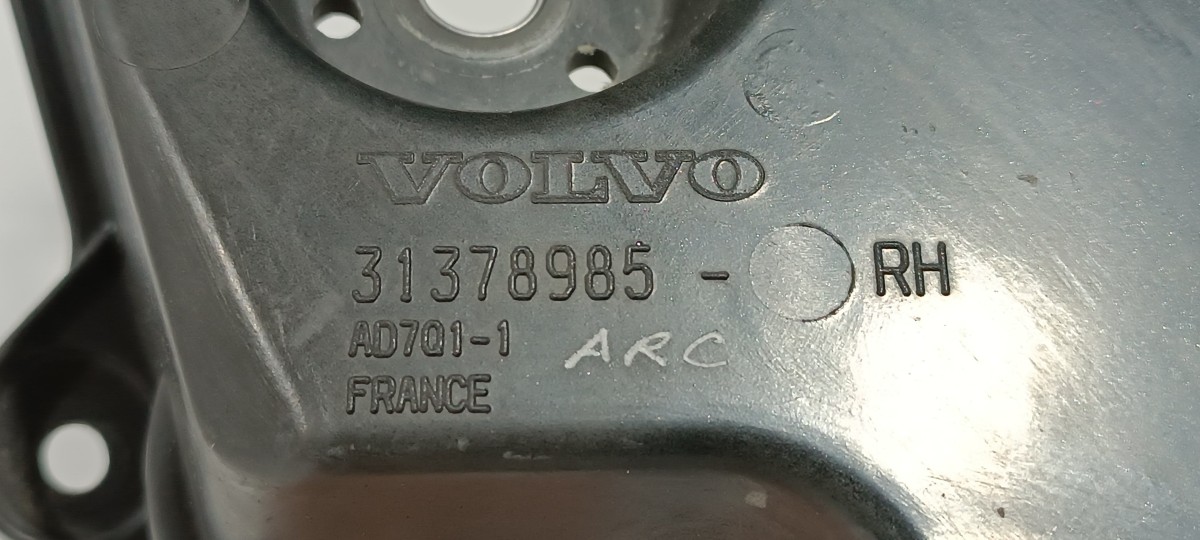 VOLVO
31378985 - RH
AD7Q1-1 ARC
FRANCE